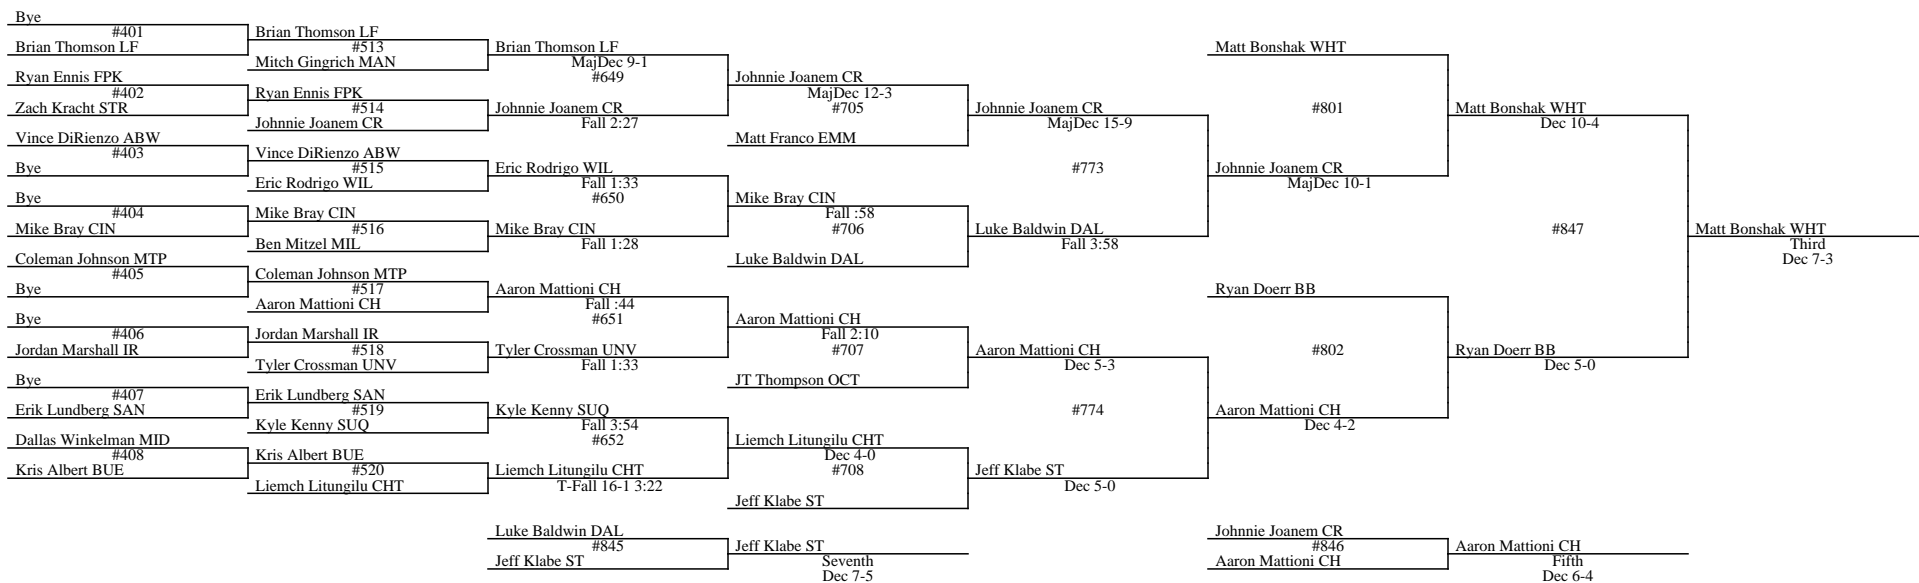 Bye
#401
Brian Thomson LF
Ryan Ennis FPK
#402
Zach Kracht STR
Vince DiRienzo ABW
#403
Bye
Bye
#404
Mike Bray CIN
Coleman Johnson MTP
#405
Bye
Bye
#406
Jordan Marshall IR
Bye
#407
Erik Lundberg SAN
Dallas Winkelman MID
#408
Kris Albert BUE
Brian Thomson LF
#513
Mitch Gingrich MAN
Ryan Ennis FPK
#514
Johnnie Joanem CR
Vince DiRienzo ABW
#515
Eric Rodrigo WIL
Mike Bray CIN
#516
Ben Mitzel MIL
Coleman Johnson MTP
#517
Aaron Mattioni CH
Jordan Marshall IR
#518
Tyler Crossman UNV
Erik Lundberg SAN
#519
Kyle Kenny SUQ
Kris Albert BUE
#520
Liemch Litungilu CHT
Brian Thomson LF
MajDec 9-1
#649
Johnnie Joanem CR
Fall 2:27
Eric Rodrigo WIL
Fall 1:33
#650
Mike Bray CIN
Fall 1:28
Aaron Mattioni CH
Fall :44
#651
Tyler Crossman UNV
Fall 1:33
Kyle Kenny SUQ
Fall 3:54
#652
Liemch Litungilu CHT
T-Fall 16-1 3:22
Johnnie Joanem CR
MajDec 12-3
#705
Matt Franco EMM
Mike Bray CIN
Fall :58
#706
Luke Baldwin DAL
Aaron Mattioni CH
Fall 2:10
#707
JT Thompson OCT
Liemch Litungilu CHT
Dec 4-0
#708
Jeff Klabe ST
Johnnie Joanem CR
MajDec 15-9
#773
Luke Baldwin DAL
Fall 3:58
Aaron Mattioni CH
Dec 5-3
#774
Jeff Klabe ST
Dec 5-0
Matt Bonshak WHT
#801
Johnnie Joanem CR
MajDec 10-1
Ryan Doerr BB
#802
Aaron Mattioni CH
Dec 4-2
Matt Bonshak WHT
Dec 10-4
#847
Ryan Doerr BB
Dec 5-0
Matt Bonshak WHT
Third
Dec 7-3
Luke Baldwin DAL
#845
Jeff Klabe ST
Jeff Klabe ST
Seventh
Dec 7-5
Johnnie Joanem CR
#846
Aaron Mattioni CH
Aaron Mattioni CH
Fifth
Dec 6-4